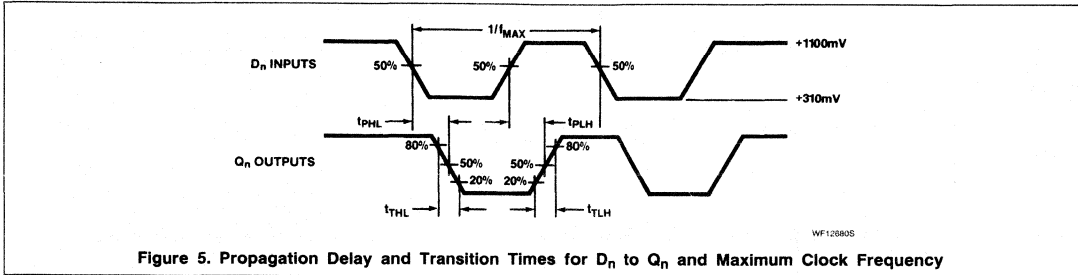 1/fMAX
+1100mV
Dn INPUTS
50%
50%
50%
+310mV
tPHL
tPLH
80%
80%
Qn OUTPUTS
50%
50%
20%
20%
tTHL
tTLH
WF12680S
Figure 5. Propagation Delay and Transition Times for Dn to Qn and Maximum Clock Frequency